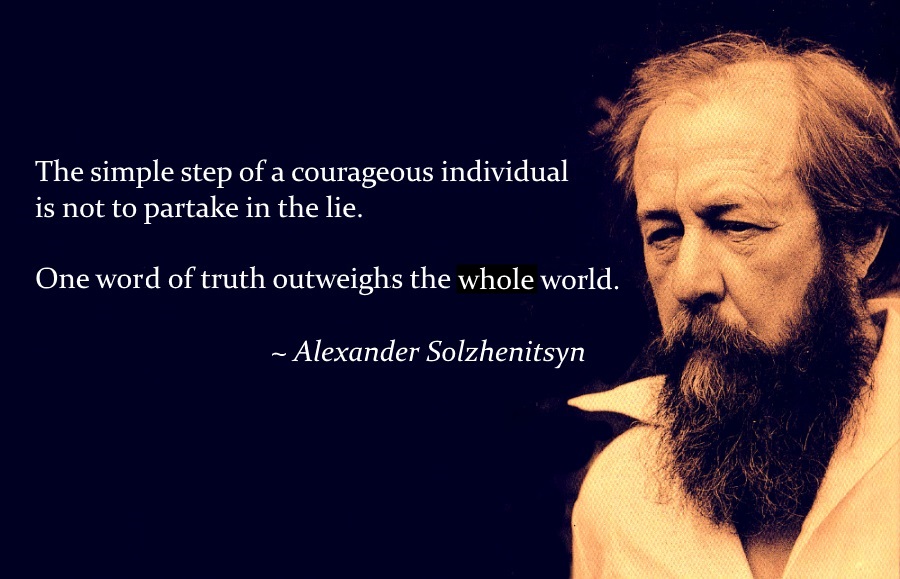 The simple step of a courageous individual
is not to partake in the lie.
One word of truth outweighs the whole world.
~ Alexander Solzhenitsyn